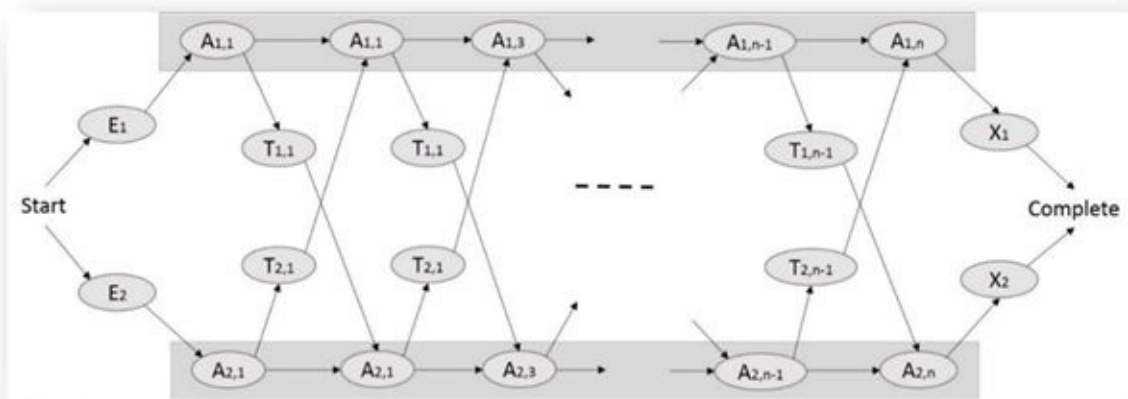 A1,1 A1,1 A1,3 A1,n-1 A1,n
E1 X1
T1,1 T1,1 T1,n-1
Start Complete
T2,1 T2,1 T2,n-1
E2 X2
A2,1 A2,1 A2,3 A2,n-1 A2,n